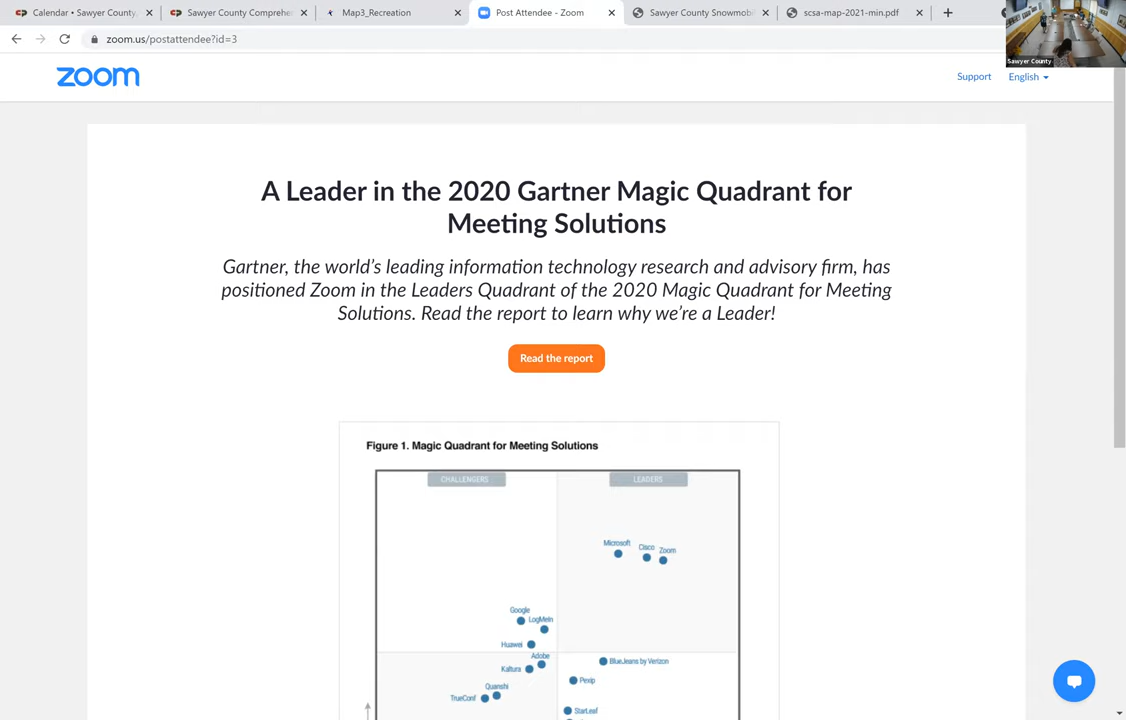 Calendar • Sawyer County,
Sawyer County Comprehe
Map3_Recreation
Post Attendee - Zoom
Sawyer County Snowmobi
scsa-map-2021-min.pdf
zoom.us/postattendee?id=3
Sawyer County
zoom
Support
English
A Leader in the 2020 Gartner Magic Quadrant for
Meeting Solutions
Gartner, the world's leading information technology research and advisory firm, has
positioned Zoom in the Leaders Quadrant of the 2020 Magic Quadrant for Meeting
Solutions. Read the report to learn why we're a Leader!
Read the report
Figure 1. Magic Quadrant for Meeting Solutions
CHALLENGERS
LEADERS
Microsoft
Cisco
Zoom
Google
LogMeIn
Huawei
Adobe
BlueJeans by Verizon
Kaltura
Pexip
Quanshi
TrueConf
StarLeaf